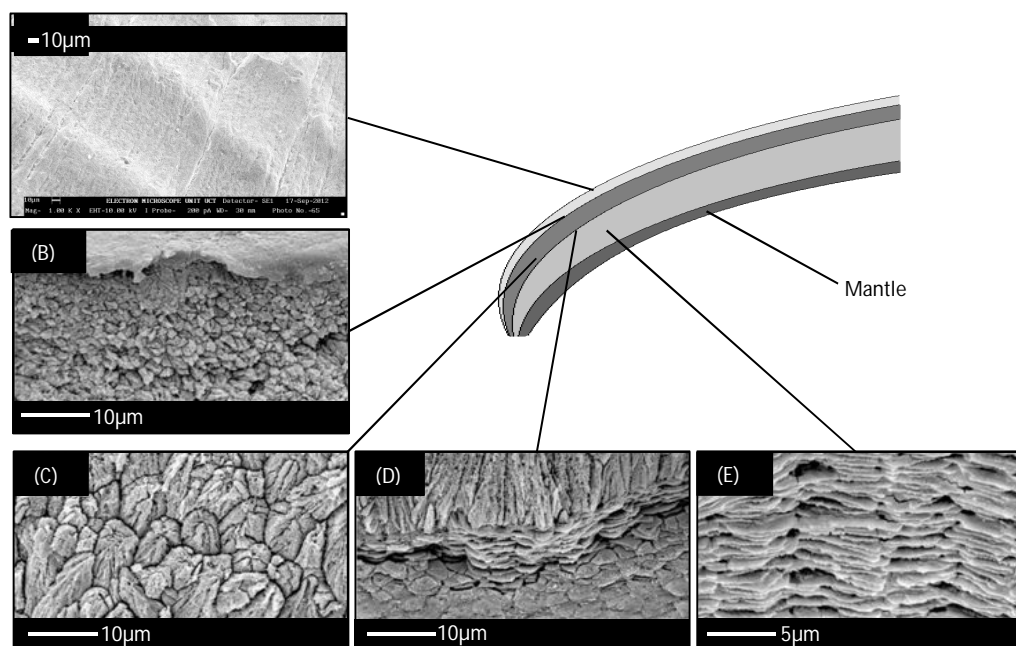 10µm
10µm ELECTRON MICROSCOPE UNIT UCT Detector- SE1 17-Sep-2012
Mag- 1.00 K X EHT-10.00 kV I Probe- 200 pA WD- 30 mm Photo No.-65
(B)
10µm
Mantle
(C)
10µm
(D)
10µm
(E)
5µm